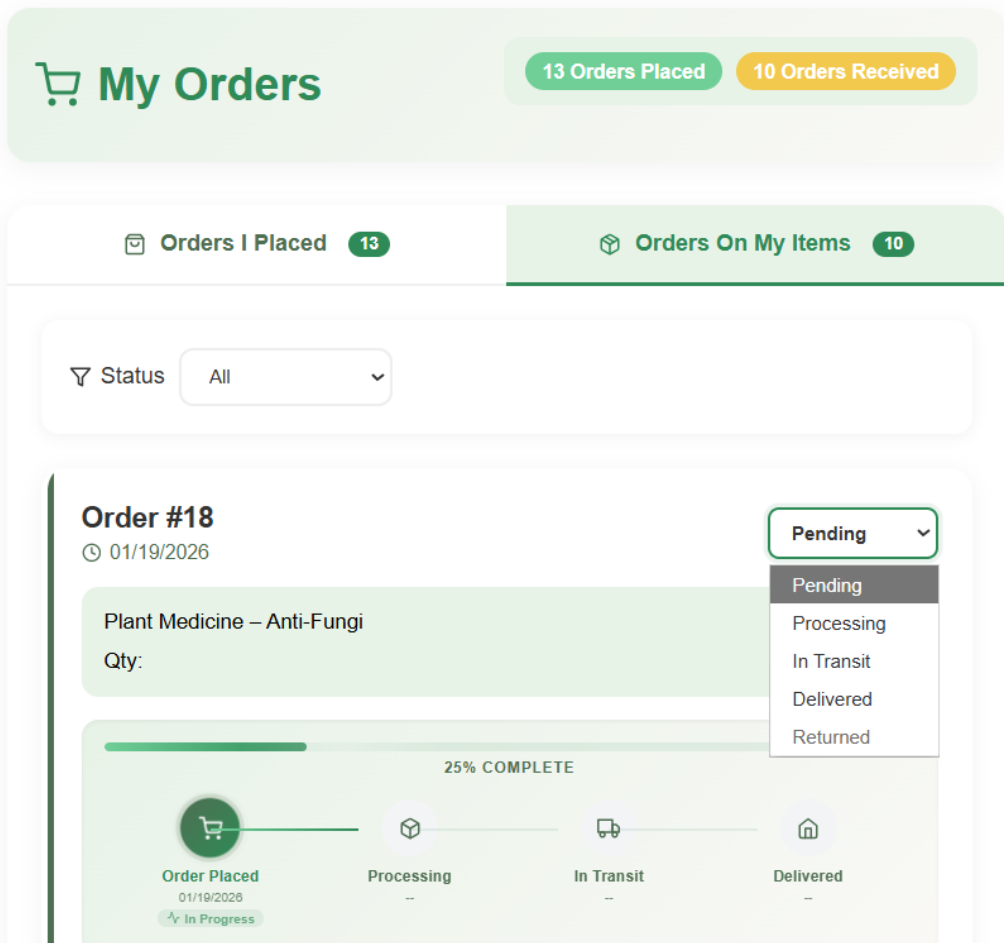 My Orders
13 Orders Placed
10 Orders Received
Orders I Placed 13
Orders On My Items 10
Status All
Order #18
01/19/2026
Pending
Pending
Processing
In Transit
Delivered
Returned
Plant Medicine – Anti-Fungi
Qty:
25% COMPLETE
Order Placed
01/19/2026
In Progress
Processing
--
In Transit
--
Delivered
--